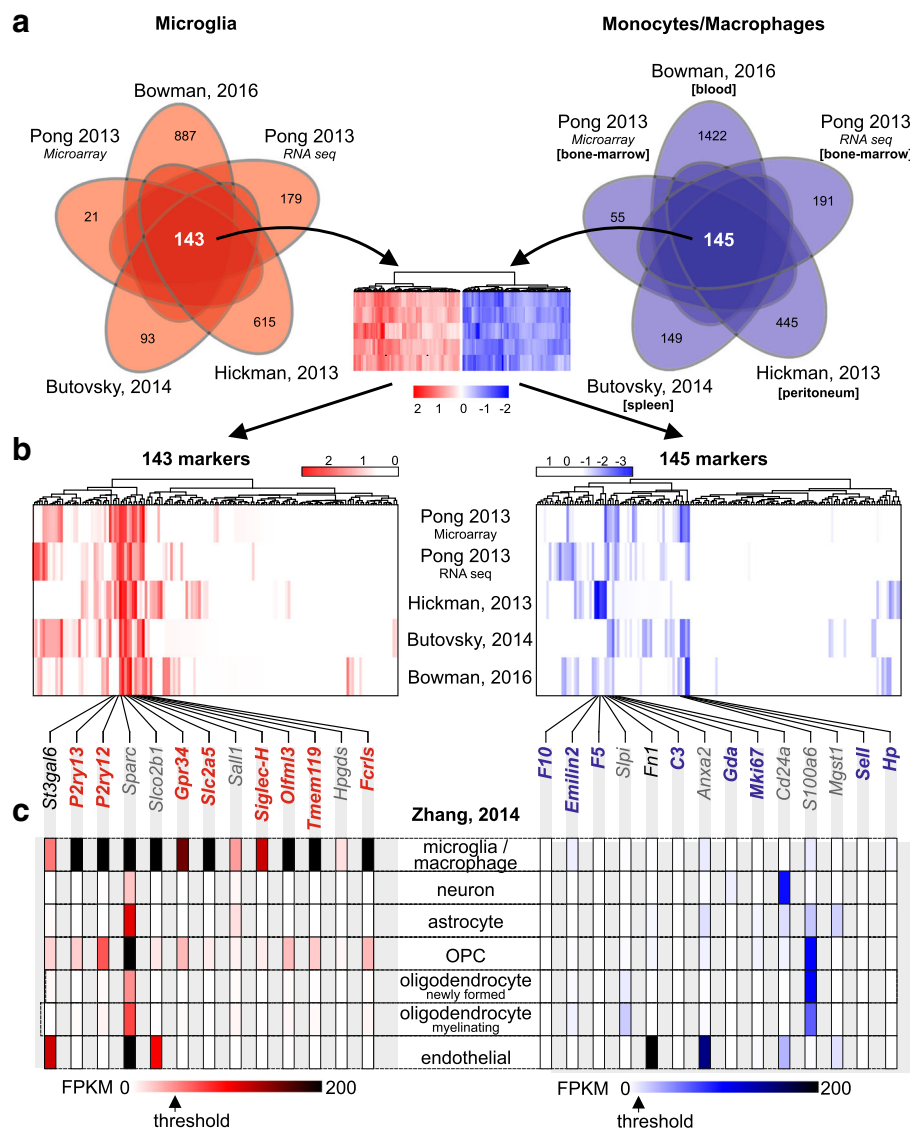 a
Microglia
Monocytes/Macrophages
Bowman, 2016
Pong 2013
Microarray
Pong 2013
RNA seq
887
179
21
143
93
615
Butovsky, 2014
Hickman, 2013
Bowman, 2016
[blood]
Pong 2013
Microarray
[bone-marrow]
Pong 2013
RNA seq
[bone-marrow]
1422
191
55
145
149
445
Butovsky, 2014
[spleen]
Hickman, 2013
[peritoneum]
2 1 0 -1 -2
b
143 markers
2 1 0
1 0 -1 -2 -3
145 markers
Pong 2013
Microarray
Pong 2013
RNA seq
Hickman, 2013
Butovsky, 2014
Bowman, 2016
St3gal6
P2ry13
P2ry12
Sparc
Slco2b1
Gpr34
Slc2a5
Sall1
Siglec-H
Olfml3
Tmem119
Hpgds
Fcrls
F10
Emilin2
F5
Slpi
Fn1
C3
Anxa2
Gda
Mki67
Cd24a
S100a6
Mgst1
Sell
Hp
c
Zhang, 2014
microglia /
macrophage
neuron
astrocyte
OPC
oligodendrocyte
newly formed
oligodendrocyte
myelinating
endothelial
FPKM 0 200
threshold
FPKM 0 200
threshold